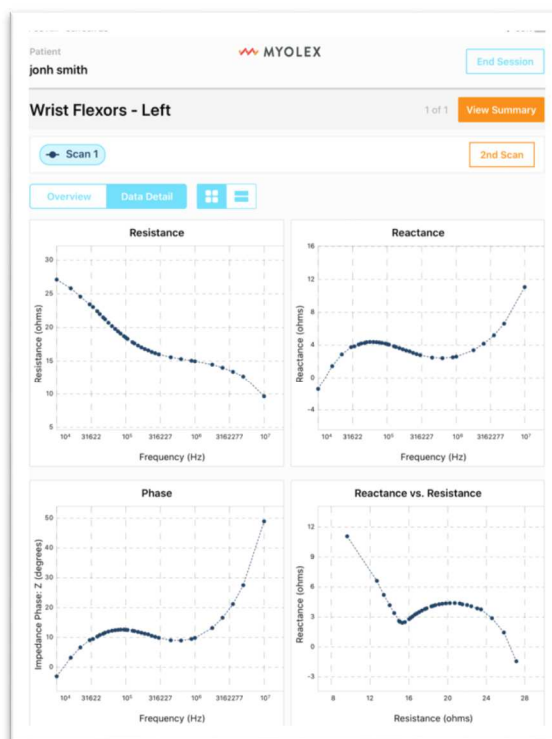 Patient
MYOLEX
jonh smith
End Session
Wrist Flexors - Left
1 of 1
View Summary
Scan 1
2nd Scan
Overview
Data Detail
Resistance
Resistance (ohms)
30
25
20
15
10
5
10⁴ 31622 10⁵ 316227 10⁶ 3162277 10⁷
Frequency (Hz)
Reactance
Reactance (ohms)
16
12
8
4
0
-4
10⁴ 31622 10⁵ 316227 10⁶ 3162277 10⁷
Frequency (Hz)
Phase
Impedance Phase: Z (degrees)
50
40
30
20
10
0
10⁴ 31622 10⁵ 316227 10⁶ 3162277 10⁷
Frequency (Hz)
Reactance vs. Resistance
Reactance (ohms)
12
9
6
3
0
-3
8 12 16 20 24 28
Resistance (ohms)